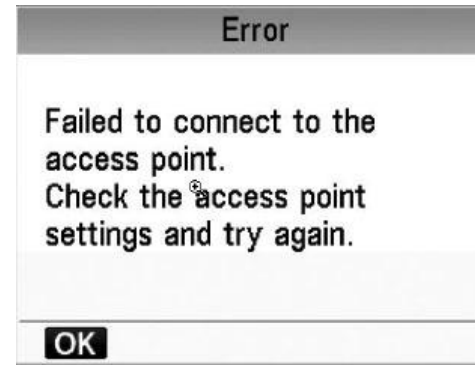 Error
Failed to connect to the
access point.
Check the access point
settings and try again.
OK